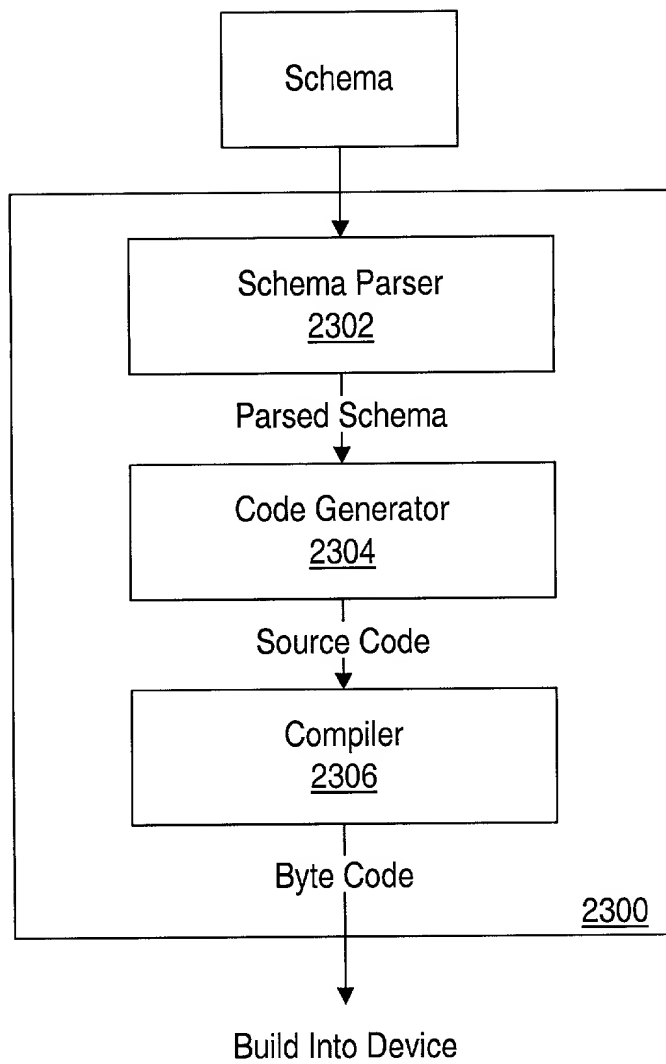 Schema
Schema Parser
2302
Parsed Schema
Code Generator
2304
Source Code
Compiler
2306
Byte Code
2300
Build Into Device